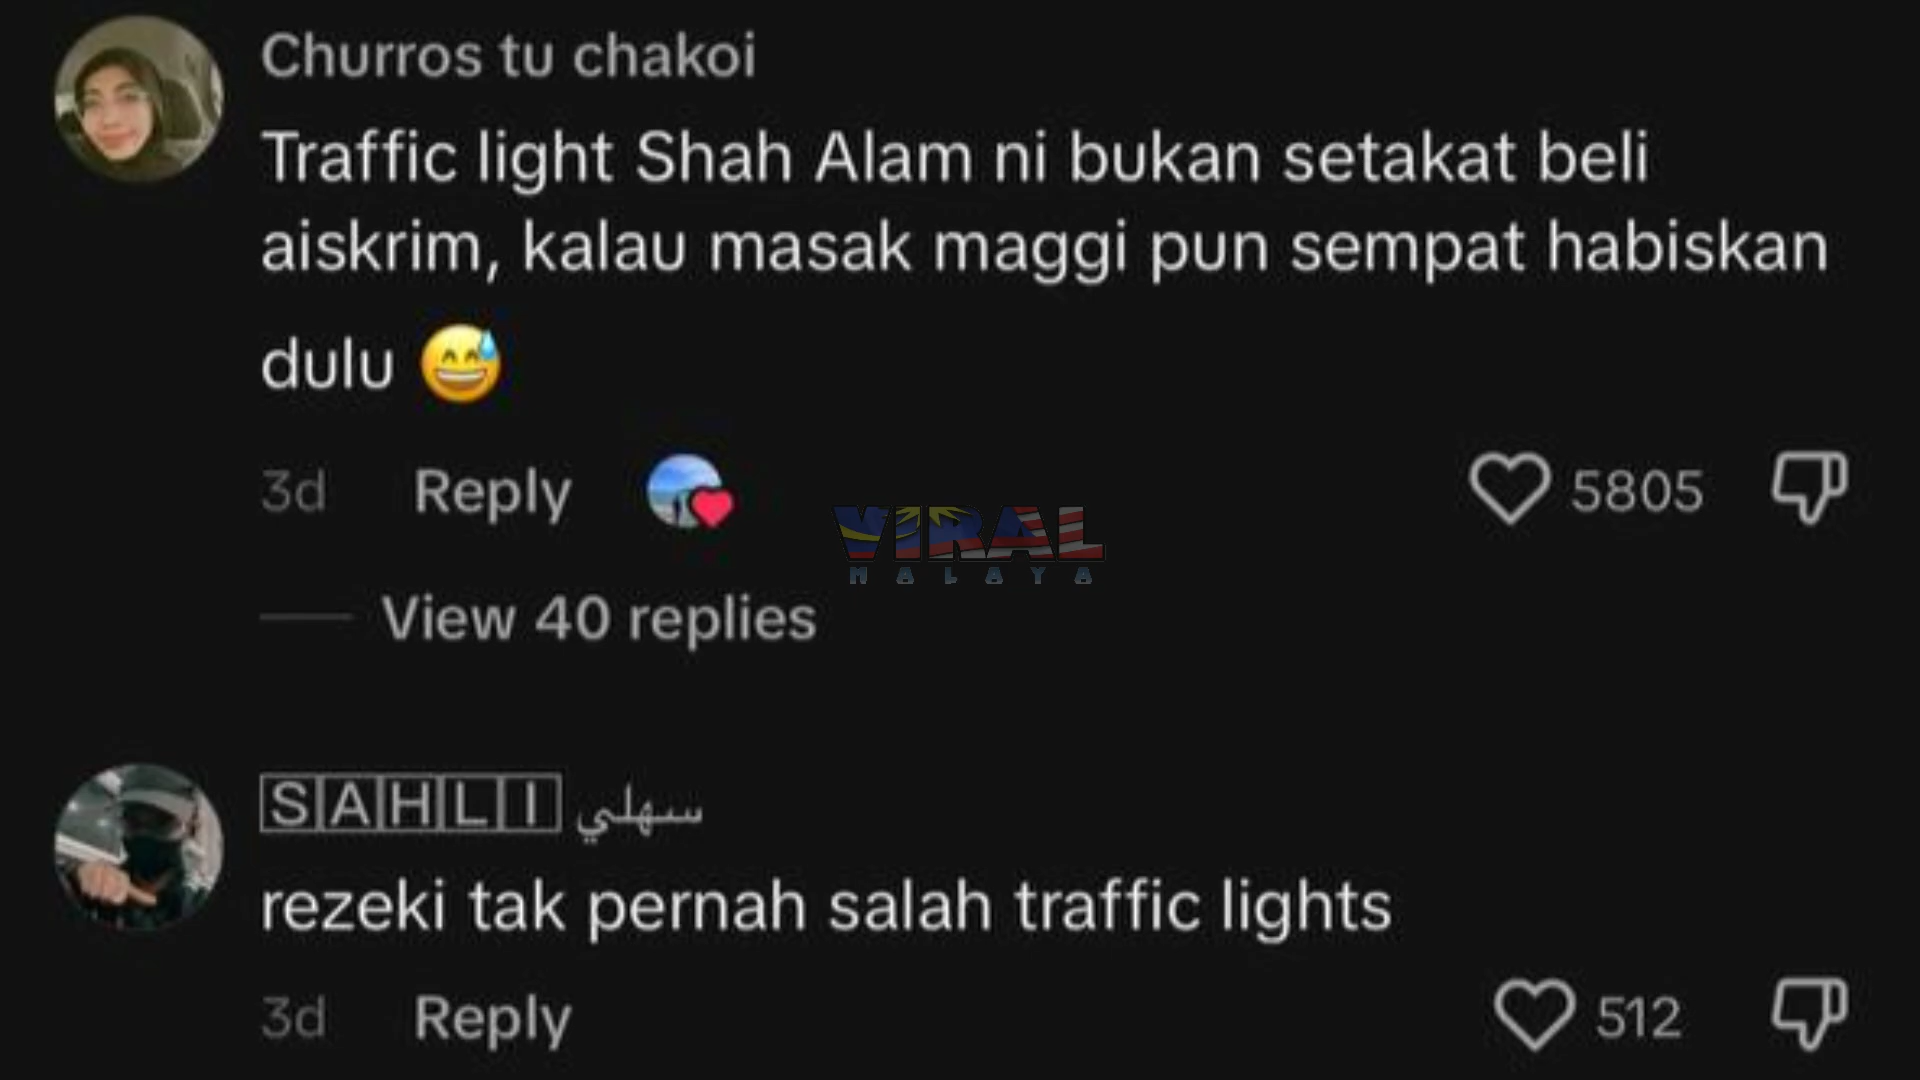 Churros tu chakoi
Traffic light Shah Alam ni bukan setakat beli
aiskrim, kalau masak maggi pun sempat habiskan
dulu 😅
3d Reply 5805
VIRAL
MALAYA
View 40 replies
🅂🄰🄷🄻🄸 سهلي
rezeki tak pernah salah traffic lights
3d Reply 512